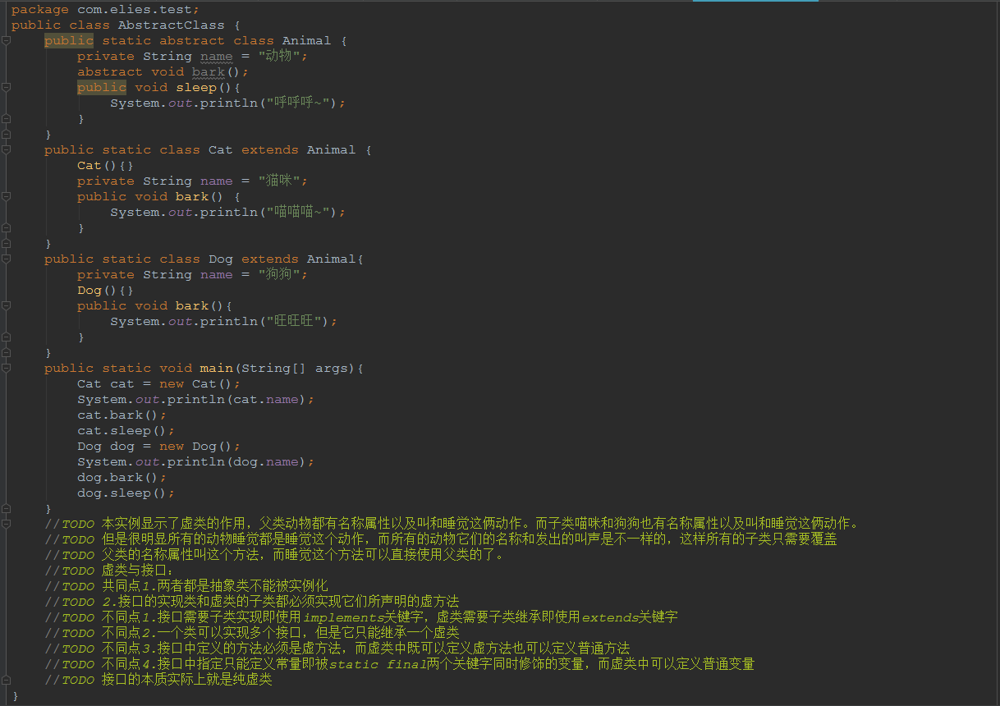 package com.elies.test;
public class AbstractClass {
    public static abstract class Animal {
        private String name = "动物";
        abstract void bark();
        public void sleep(){
            System.out.println("呼呼呼~");
        }
    }
    public static class Cat extends Animal {
        Cat(){}
        private String name = "猫咪";
        public void bark() {
            System.out.println("喵喵喵~");
        }
    }
    public static class Dog extends Animal{
        private String name = "狗狗";
        Dog(){}
        public void bark(){
            System.out.println("旺旺旺");
        }
    }
    public static void main(String[] args){
        Cat cat = new Cat();
        System.out.println(cat.name);
        cat.bark();
        cat.sleep();
        Dog dog = new Dog();
        System.out.println(dog.name);
        dog.bark();
        dog.sleep();
    }
    //TODO 本实例显示了虚类的作用，父类动物都有名称属性以及叫和睡觉这俩动作。而子类喵咪和狗狗也有名称属性以及叫和睡觉这俩动作。
    //TODO 但是很明显所有的动物睡觉都是睡觉这个动作，而所有的动物它们的名称和发出的叫声是不一样的，这样所有的子类只需要覆盖
    //TODO 父类的名称属性叫这个方法，而睡觉这个方法可以直接使用父类的了。
    //TODO 虚类与接口：
    //TODO 共同点1.两者都是抽象类不能被实例化
    //TODO 2.接口的实现类和虚类的子类都必须实现它们所声明的虚方法
    //TODO 不同点1.接口需要子类实现即使用implements关键字，虚类需要子类继承即使用extends关键字
    //TODO 不同点2.一个类可以实现多个接口，但是它只能继承一个虚类
    //TODO 不同点3.接口中定义的方法必须是虚方法，而虚类中既可以定义虚方法也可以定义普通方法
    //TODO 不同点4.接口中指定只能定义常量即被static final两个关键字同时修饰的变量，而虚类中可以定义普通变量
    //TODO 接口的本质实际上就是纯虚类
}